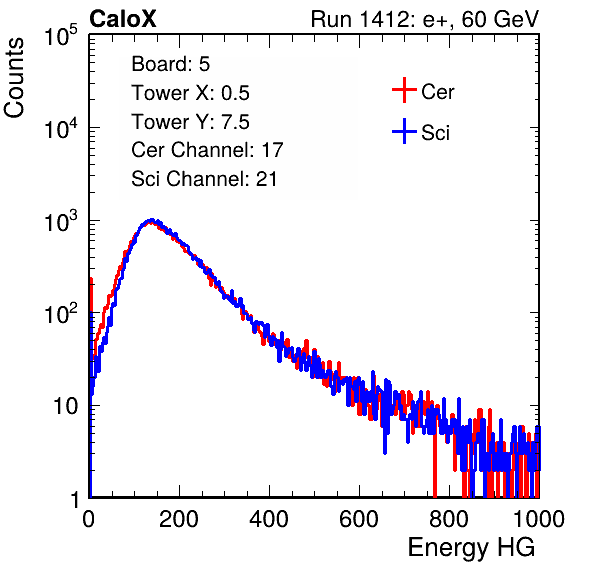 CaloX Run 1412: e+, 60 GeV
Counts
Board: 5
Tower X: 0.5
Tower Y: 7.5
Cer Channel: 17
Sci Channel: 21
Cer
Sci
10^5
10^4
10^3
10^2
10
1
0 200 400 600 800 1000
Energy HG